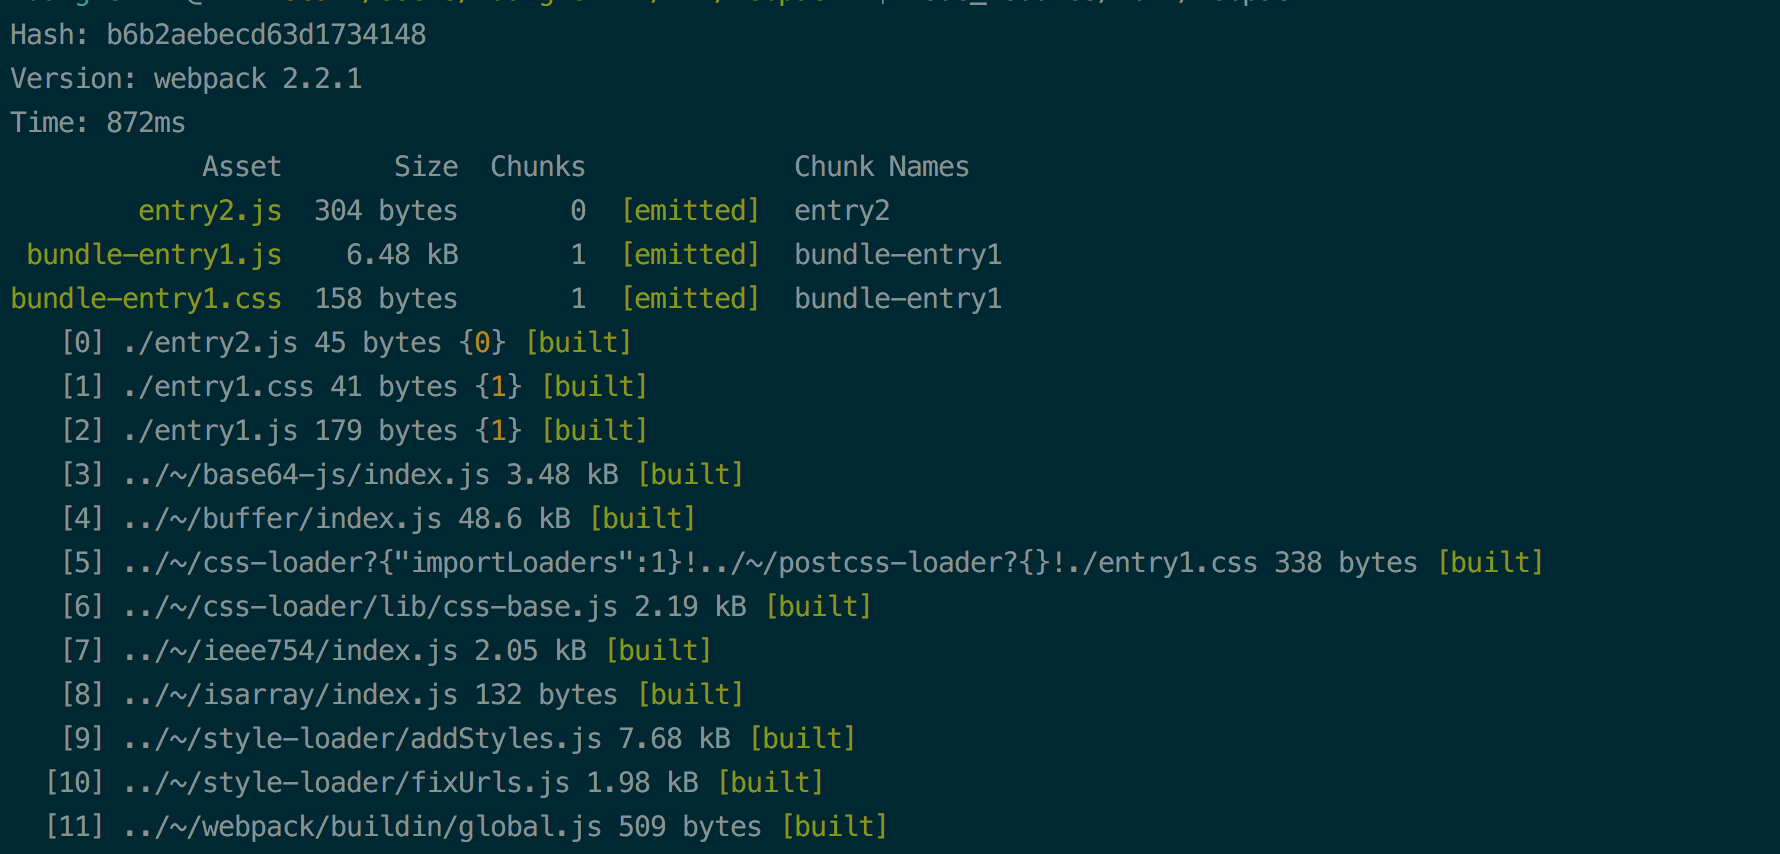 Hash: b6b2aebecd63d1734148
Version: webpack 2.2.1
Time: 872ms
Asset Size Chunks Chunk Names
entry2.js 304 bytes 0 [emitted] entry2
bundle-entry1.js 6.48 kB 1 [emitted] bundle-entry1
bundle-entry1.css 158 bytes 1 [emitted] bundle-entry1
[0] ./entry2.js 45 bytes {0} [built]
[1] ./entry1.css 41 bytes {1} [built]
[2] ./entry1.js 179 bytes {1} [built]
[3] ../~/base64-js/index.js 3.48 kB [built]
[4] ../~/buffer/index.js 48.6 kB [built]
[5] ../~/css-loader?{"importLoaders":1}!../~/postcss-loader?{}!./entry1.css 338 bytes [built]
[6] ../~/css-loader/lib/css-base.js 2.19 kB [built]
[7] ../~/ieee754/index.js 2.05 kB [built]
[8] ../~/isarray/index.js 132 bytes [built]
[9] ../~/style-loader/addStyles.js 7.68 kB [built]
[10] ../~/style-loader/fixUrls.js 1.98 kB [built]
[11] ../~/webpack/buildin/global.js 509 bytes [built]